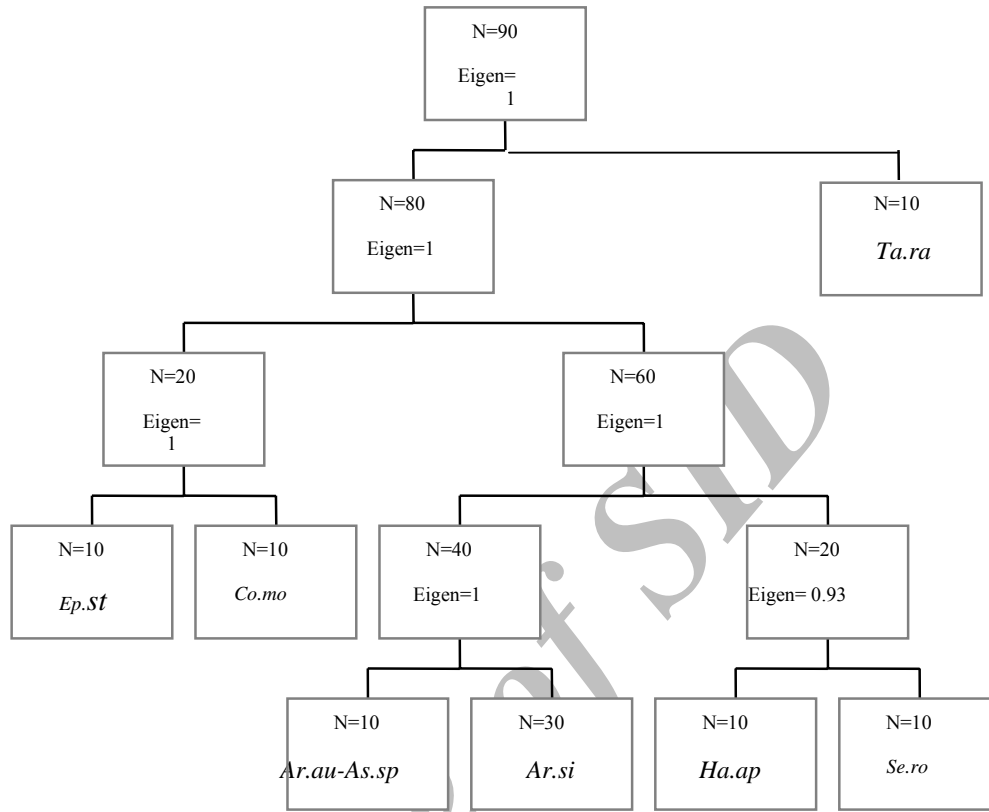 N=90
Eigen=
1
N=80
Eigen=1
N=10
Ta.ra
N=20
Eigen=
1
N=60
Eigen=1
N=10
Ep.st
N=10
Co.mo
N=40
Eigen=1
N=20
Eigen= 0.93
N=10
Ar.au-As.sp
N=30
Ar.si
N=10
Ha.ap
N=10
Se.ro
of SID